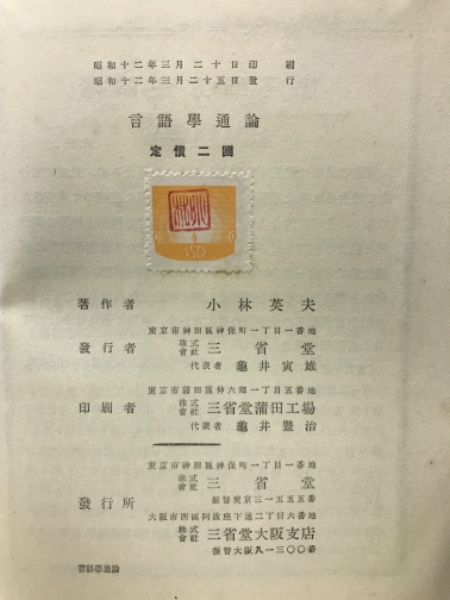 昭和十二年三月二十日印刷
昭和十二年三月二十五日發行
言語學通論
定價二圓
小林
SSD
著作者 小林英夫
東京市神田區神保町一丁目一番地
發行者 株式會社 三省堂
代表者 龜井寅雄
東京市蒲田區仲六郷一丁目五番地
印刷者 株式會社 三省堂蒲田工場
代表者 龜井豐治
東京市神田區神保町一丁目一番地
株式會社 三省堂
振替東京三一五五五番
發行所
大阪市西區阿波座下通二丁目六番地
株式會社 三省堂大阪支店
振替大阪八一三〇〇番
言語學通論